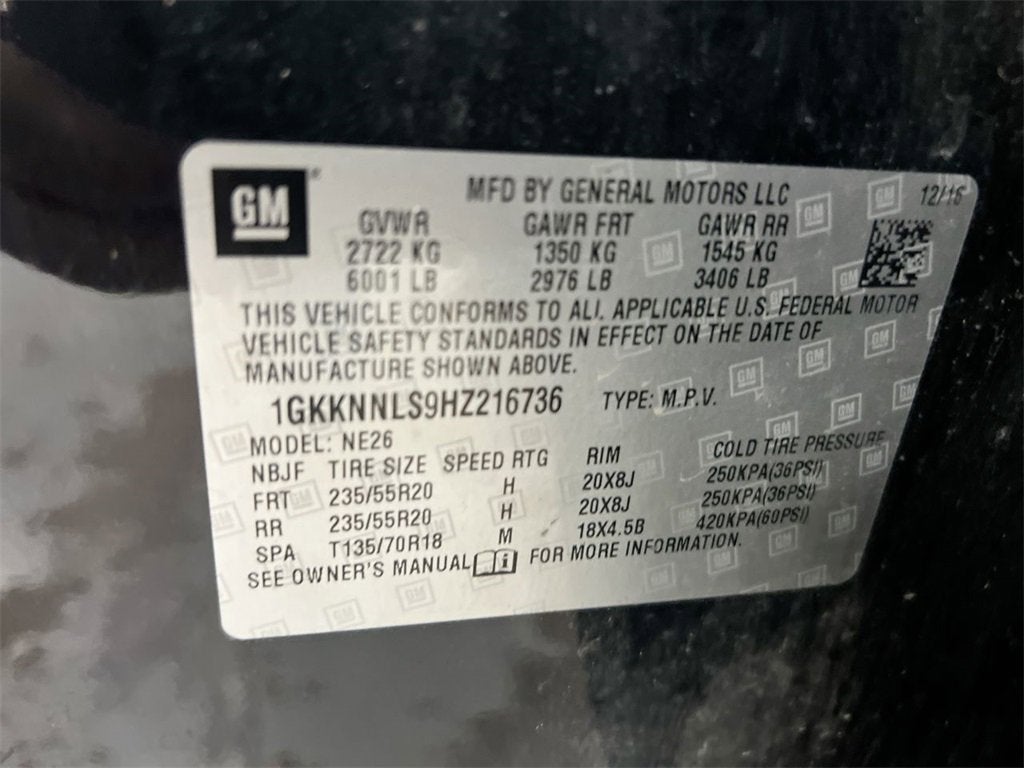 GM
MFD BY GENERAL MOTORS LLC 12/16
GVWR GAWR FRT GAWR RR
2722 KG 1350 KG 1545 KG
6001 LB 2976 LB 3406 LB
THIS VEHICLE CONFORMS TO ALL APPLICABLE U.S. FEDERAL MOTOR
VEHICLE SAFETY STANDARDS IN EFFECT ON THE DATE OF
MANUFACTURE SHOWN ABOVE.
1GKKNNLS9HZ216736 TYPE: M.P.V.
MODEL: NE26
NBJF TIRE SIZE SPEED RTG RIM COLD TIRE PRESSURE
FRT 235/55R20 H 20X8J 250KPA(36PSI)
RR 235/55R20 H 20X8J 250KPA(36PSI)
SPA T135/70R18 M 18X4.5B 420KPA(60PSI)
SEE OWNER'S MANUAL FOR MORE INFORMATION.